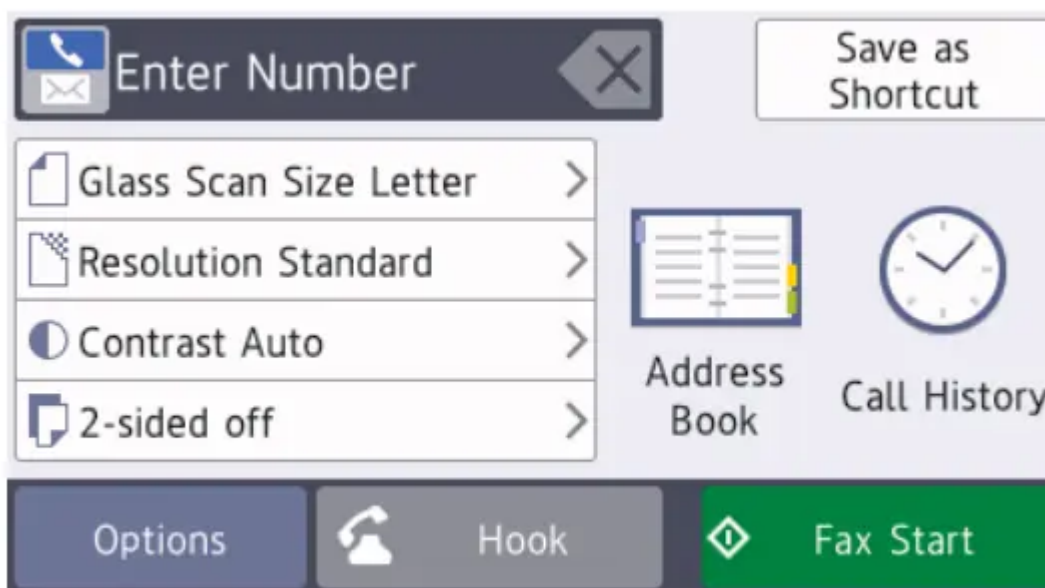 Enter Number
Save as
Shortcut
Glass Scan Size Letter
Resolution Standard
Contrast Auto
2-sided off
Address
Book
Call History
Options
Hook
Fax Start